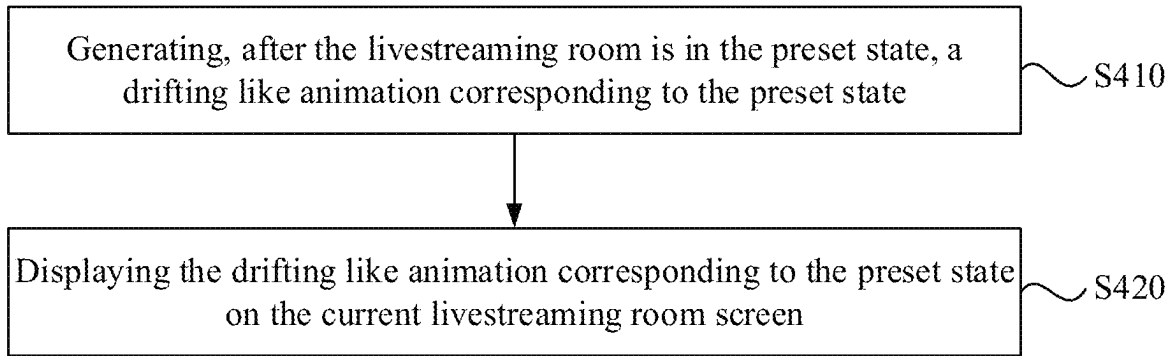 Generating, after the livestreaming room is in the preset state, a
drifting like animation corresponding to the preset state
S410
Displaying the drifting like animation corresponding to the preset state
on the current livestreaming room screen
S420